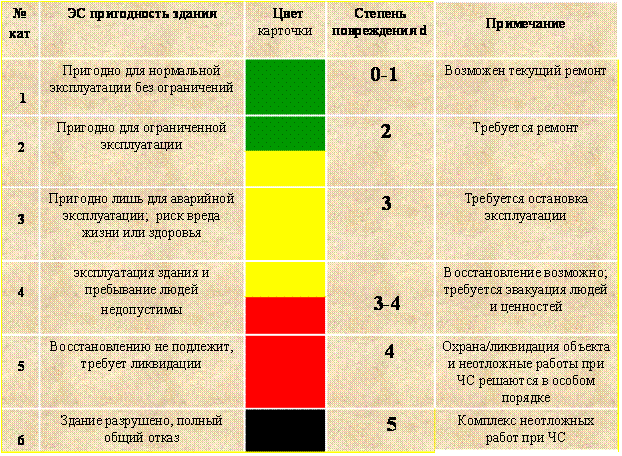 №
кат
ЭС пригодность здания
Цвет
карточки
Степень
повреждения d
Примечание
1
Пригодно для нормальной
эксплуатации без ограничений
0-1
Возможен текущий ремонт
2
Пригодно для ограниченной
эксплуатации
2
Требуется ремонт
3
Пригодно лишь для аварийной
эксплуатации; риск вреда
жизни или здоровья
3
Требуется остановка
эксплуатации
4
эксплуатация здания и
пребывание людей
недопустимы
3-4
Восстановление возможно;
требуется эвакуация людей
и ценностей
5
Восстановлению не подлежит,
требует ликвидации
4
Охрана/ликвидация объекта
и неотложные работы при
ЧС решаются в особом
порядке
6
Здание разрушено, полный
общий отказ
5
Комплекс неотложных
работ при ЧС